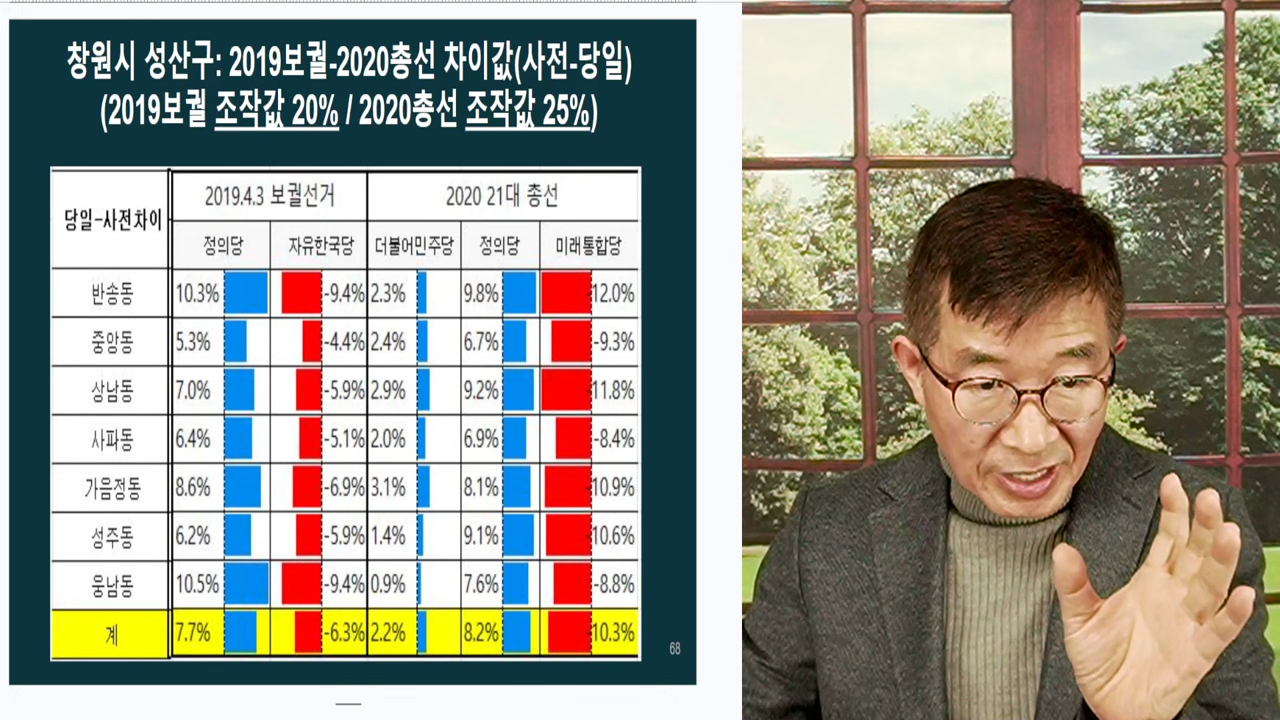 창원시 성산구: 2019보궐-2020총선 차이값(사전-당일)
(2019보궐 조작값 20% / 2020총선 조작값 25%)
당일-사전차이 2019.4.3 보궐선거 2020 21대 총선
정의당 자유한국당 더불어민주당 정의당 미래통합당
반송동 10.3% -9.4% 2.3% 9.8% -12.0%
중앙동 5.3% -4.4% 2.4% 6.7% -9.3%
상남동 7.0% -5.9% 2.9% 9.2% -11.8%
사파동 6.4% -5.1% 2.0% 6.9% -8.4%
가음정동 8.6% -6.9% 3.1% 8.1% -10.9%
성주동 6.2% -5.9% 1.4% 9.1% -10.6%
웅남동 10.5% -9.4% 0.9% 7.6% -8.8%
계 7.7% -6.3% 2.2% 8.2% -10.3%
68